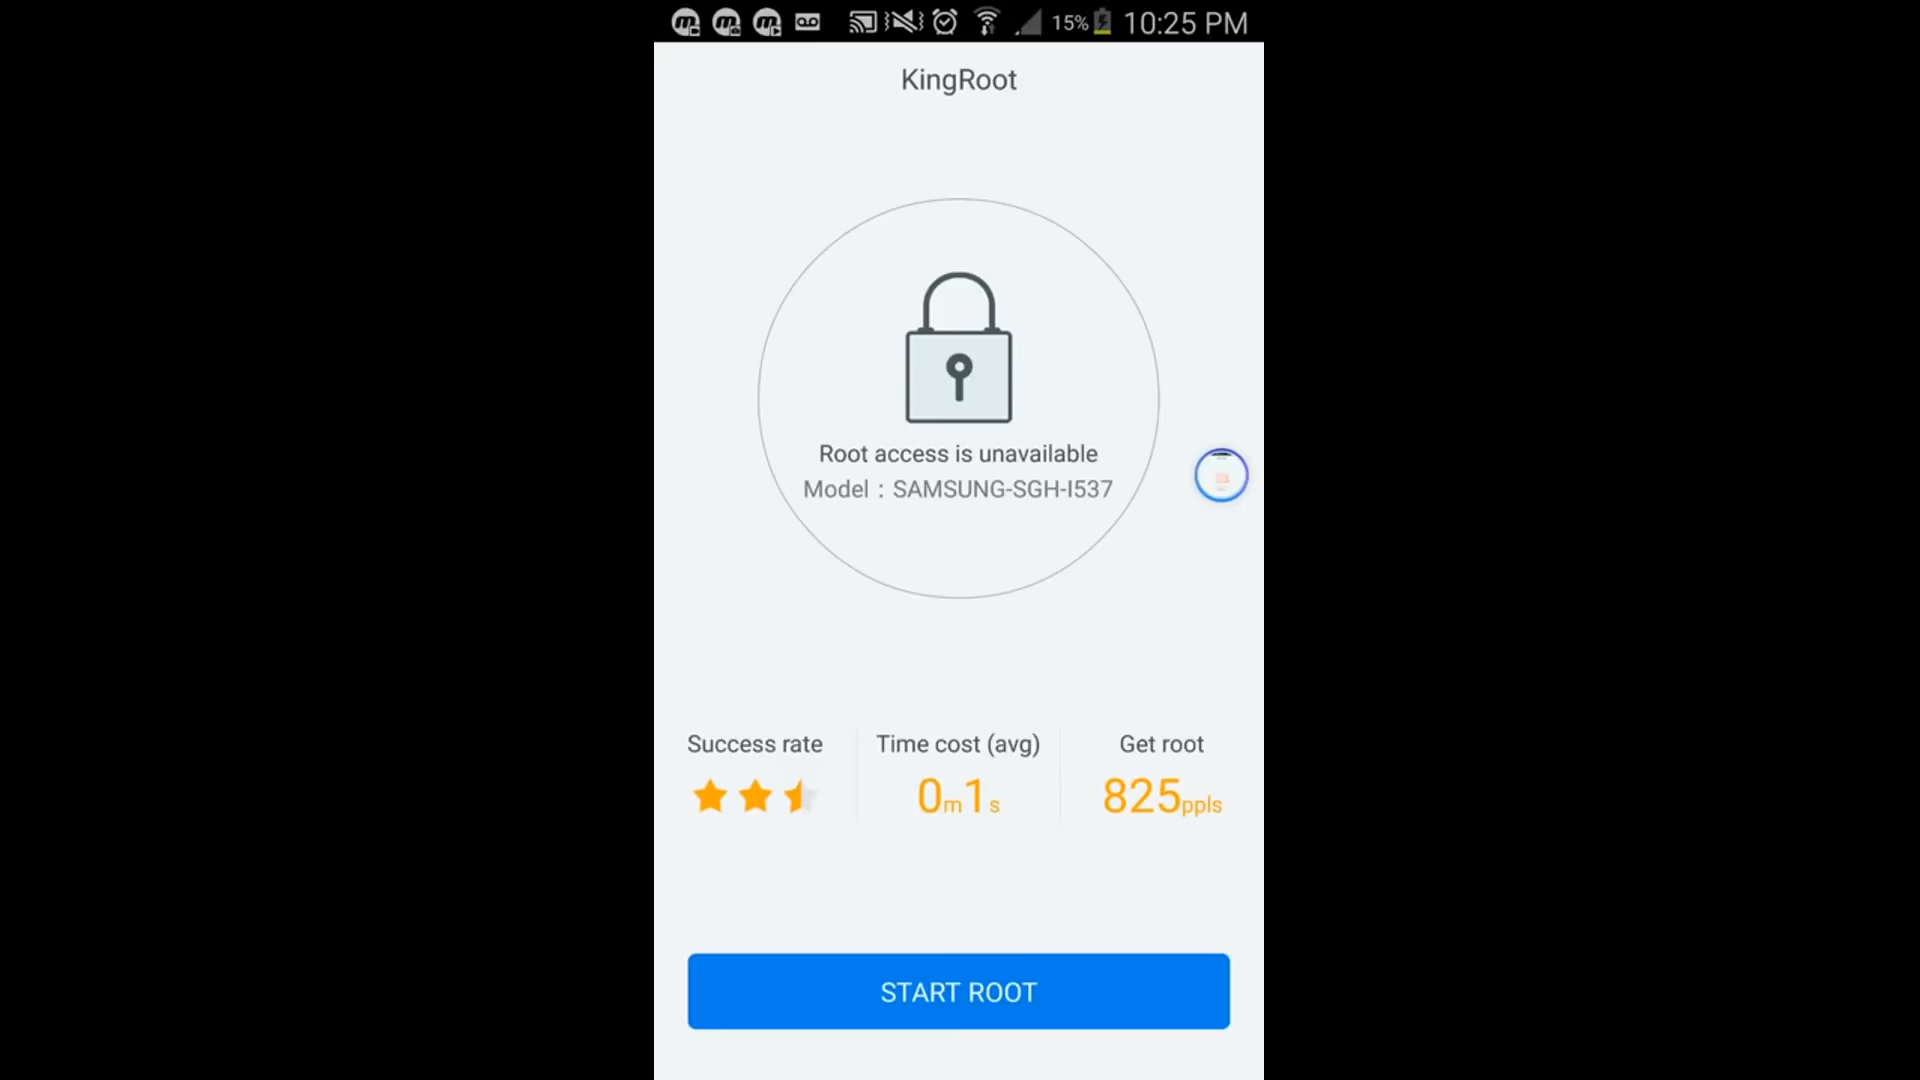 15% 10:25 PM
KingRoot
Root access is unavailable
Model : SAMSUNG-SGH-I537
Success rate Time cost (avg) Get root
0m1s 825ppls
START ROOT